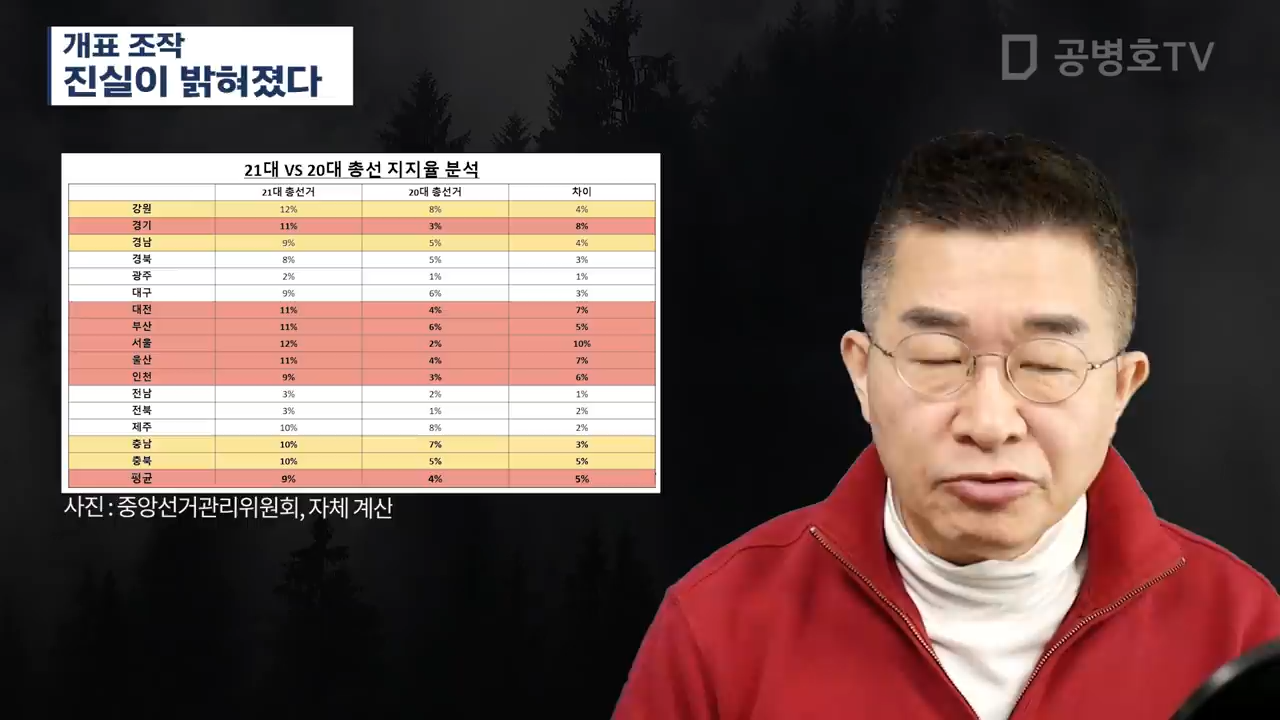 개표 조작
진실이 밝혀졌다
공병호TV
21대 VS 20대 총선 지지율 분석
21대 총선거 20대 총선거 차이
강원 12% 8% 4%
경기 11% 3% 8%
경남 9% 5% 4%
경북 8% 5% 3%
광주 2% 1% 1%
대구 9% 6% 3%
대전 11% 4% 7%
부산 11% 6% 5%
서울 12% 2% 10%
울산 11% 4% 7%
인천 9% 3% 6%
전남 3% 2% 1%
전북 3% 1% 2%
제주 10% 8% 2%
충남 10% 7% 3%
충북 10% 5% 5%
평균 9% 4% 5%
사진 : 중앙선거관리위원회, 자체 계산